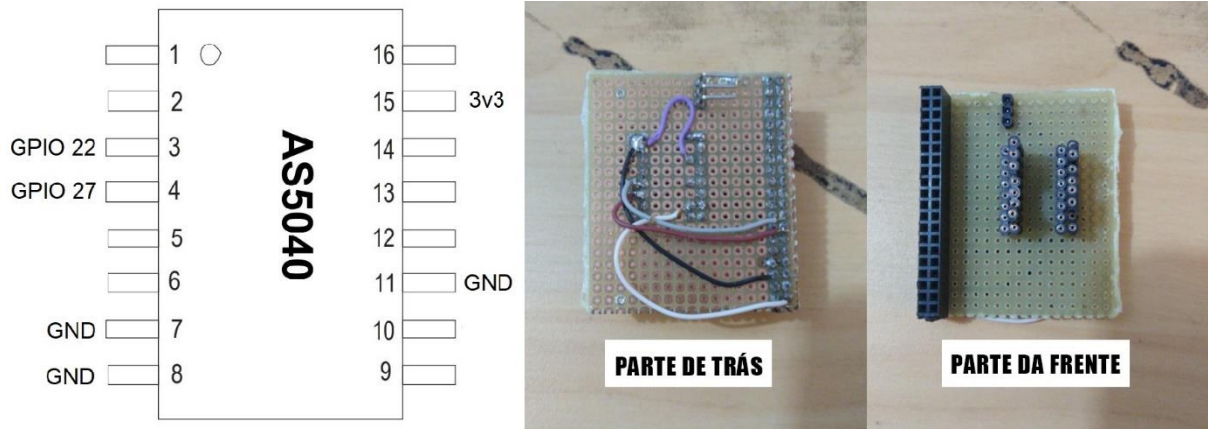 1
16
2
15
3v3
GPIO 22
3
14
GPIO 27
4
13
5
12
6
11
GND
GND
7
10
GND
8
9
AS5040
PARTE DE TRÁS
PARTE DA FRENTE